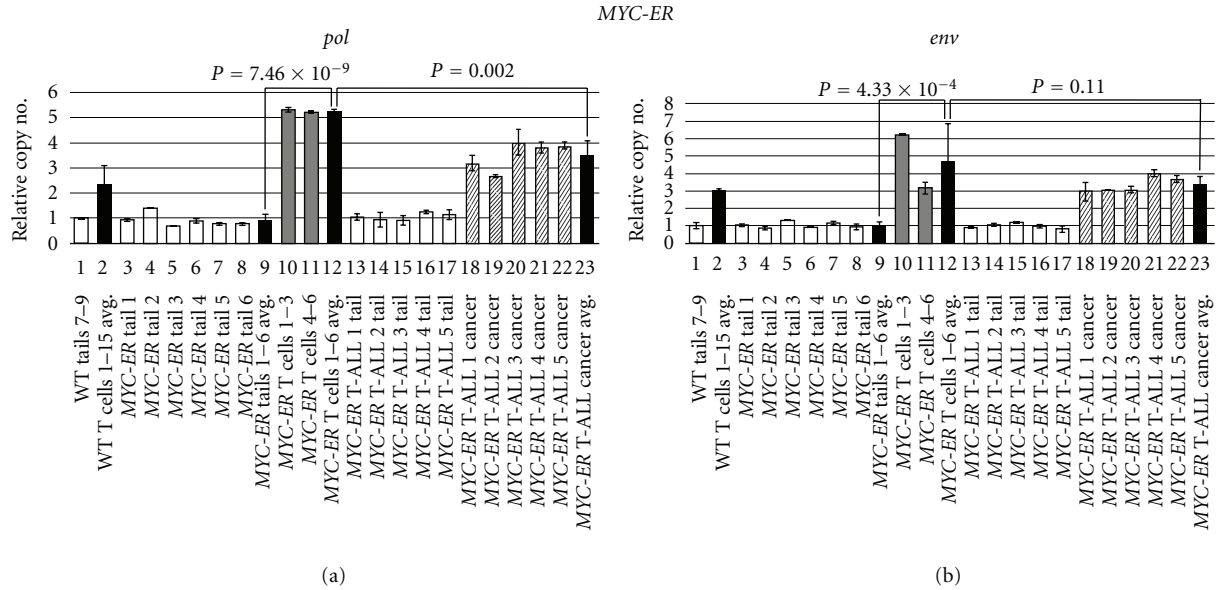 MYC-ER
pol
P = 7.46 × 10−9
P = 0.002
Relative copy no.
6
5
4
3
2
1
0
1 2 3 4 5 6 7 8 9 10 11 12 13 14 15 16 17 18 19 20 21 22 23
WT tails 7–9
WT T cells 1–15 avg.
MYC-ER tail 1
MYC-ER tail 2
MYC-ER tail 3
MYC-ER tail 4
MYC-ER tail 5
MYC-ER tail 6
MYC-ER tails 1–6 avg.
MYC-ER T cells 1–3
MYC-ER T cells 4–6
MYC-ER T cells 1–6 avg.
MYC-ER T-ALL 1 tail
MYC-ER T-ALL 2 tail
MYC-ER T-ALL 3 tail
MYC-ER T-ALL 4 tail
MYC-ER T-ALL 5 tail
MYC-ER T-ALL 1 cancer
MYC-ER T-ALL 2 cancer
MYC-ER T-ALL 3 cancer
MYC-ER T-ALL 4 cancer
MYC-ER T-ALL 5 cancer
MYC-ER T-ALL cancer avg.
(a)
env
P = 4.33 × 10−4
P = 0.11
Relative copy no.
8
7
6
5
4
3
2
1
0
1 2 3 4 5 6 7 8 9 10 11 12 13 14 15 16 17 18 19 20 21 22 23
WT tails 7–9
WT T cells 1–15 avg.
MYC-ER tail 1
MYC-ER tail 2
MYC-ER tail 3
MYC-ER tail 4
MYC-ER tail 5
MYC-ER tail 6
MYC-ER tails 1–6 avg.
MYC-ER T cells 1–3
MYC-ER T cells 4–6
MYC-ER T cells 1–6 avg.
MYC-ER T-ALL 1 tail
MYC-ER T-ALL 2 tail
MYC-ER T-ALL 3 tail
MYC-ER T-ALL 4 tail
MYC-ER T-ALL 5 tail
MYC-ER T-ALL 1 cancer
MYC-ER T-ALL 2 cancer
MYC-ER T-ALL 3 cancer
MYC-ER T-ALL 4 cancer
MYC-ER T-ALL 5 cancer
MYC-ER T-ALL cancer avg.
(b)